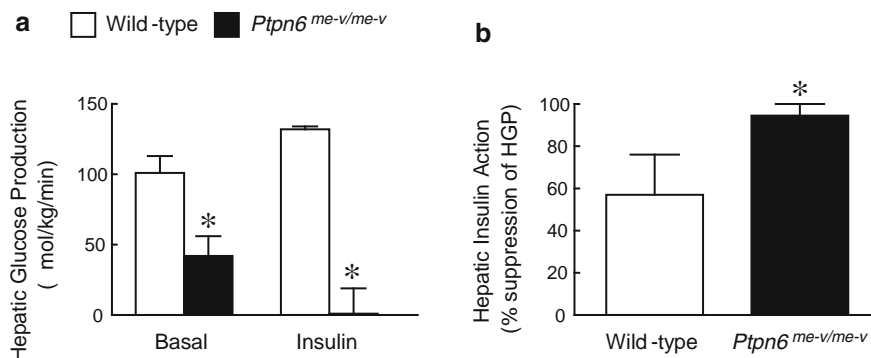 a
Wild-type
Ptpn6 me-v/me-v
Hepatic Glucose Production
( mol/kg/min)
150
100
50
0
*
*
Basal
Insulin
b
Hepatic Insulin Action
(% suppression of HGP)
100
80
60
40
20
0
*
Wild-type
Ptpn6 me-v/me-v